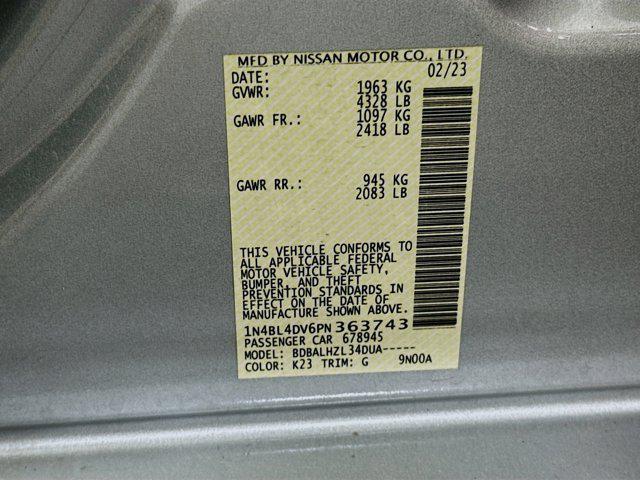 MFD BY NISSAN MOTOR CO., LTD.
DATE: 02/23
GVWR: 1963 KG
4328 LB
GAWR FR.: 1097 KG
2418 LB
GAWR RR.: 945 KG
2083 LB
THIS VEHICLE CONFORMS TO
ALL APPLICABLE FEDERAL
MOTOR VEHICLE SAFETY,
BUMPER, AND THEFT
PREVENTION STANDARDS IN
EFFECT ON THE DATE OF
MANUFACTURE SHOWN ABOVE.
1N4BL4DV6PN363743
PASSENGER CAR 678945
MODEL: BDBALHZL34DUA-----
COLOR: K23 TRIM: G 9N00A